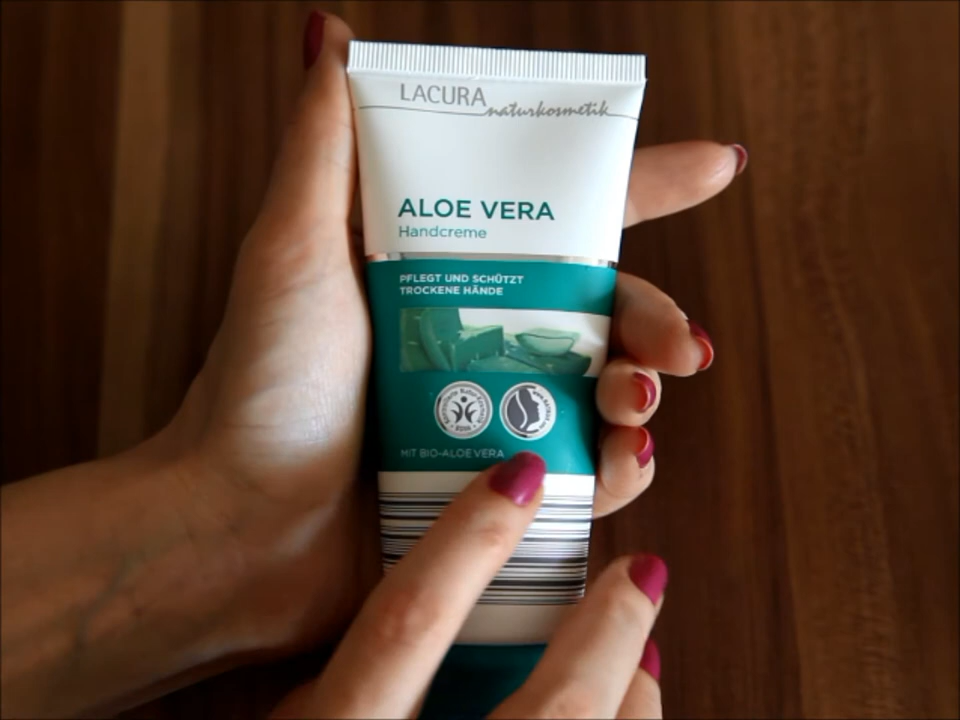 LACURA
naturkosmetik
ALOE VERA
Handcreme
PFLEGT UND SCHÜTZT
TROCKENE HÄNDE
MIT BIO-ALOE VERA